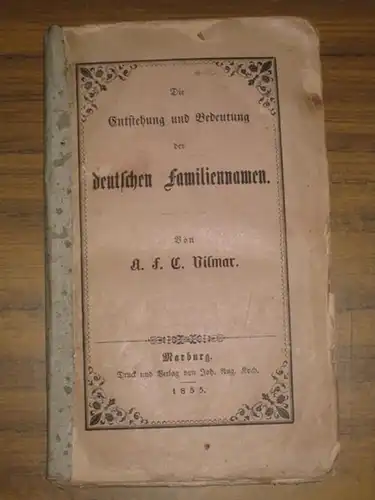 Die
Entstehung und Bedeutung
der
deutschen Familiennamen.
Von
A. F. C. Vilmar.
Marburg.
Druck und Verlag von Joh. Aug. Koch.
1855.